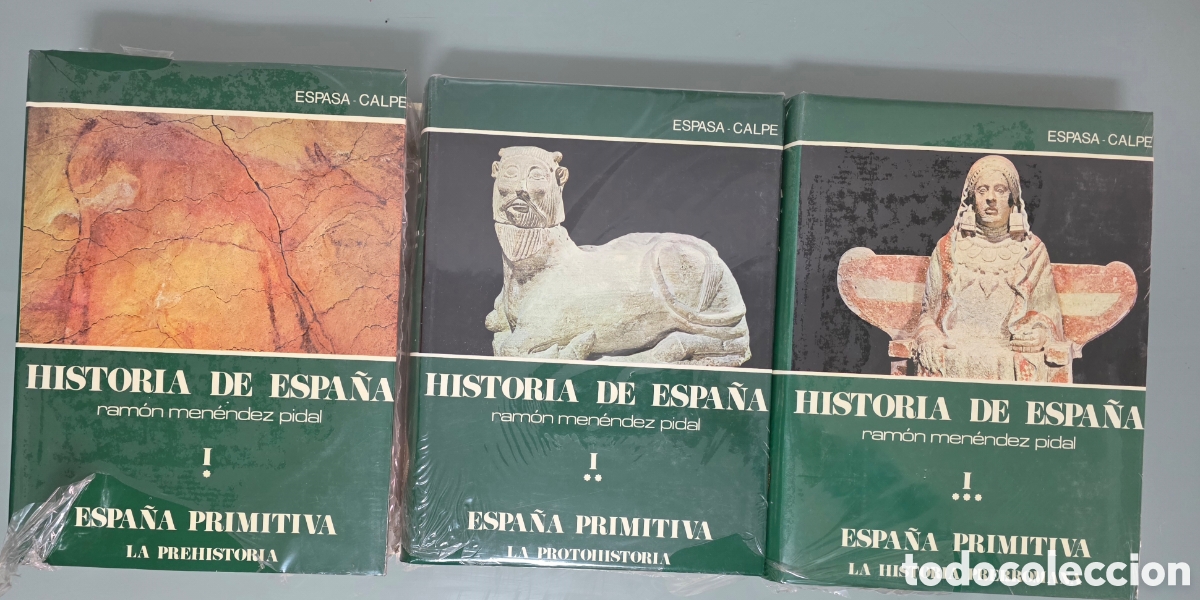 ESPASA - CALPE
HISTORIA DE ESPAÑA
ramón menéndez pidal
I
*
ESPAÑA PRIMITIVA
LA PREHISTORIA
ESPASA - CALPE
HISTORIA DE ESPAÑA
ramón menéndez pidal
I
**
ESPAÑA PRIMITIVA
LA PROTOHISTORIA
ESPASA - CALPE
HISTORIA DE ESPAÑA
ramón menéndez pidal
I
***
ESPAÑA PRIMITIVA
LA
todocoleccion